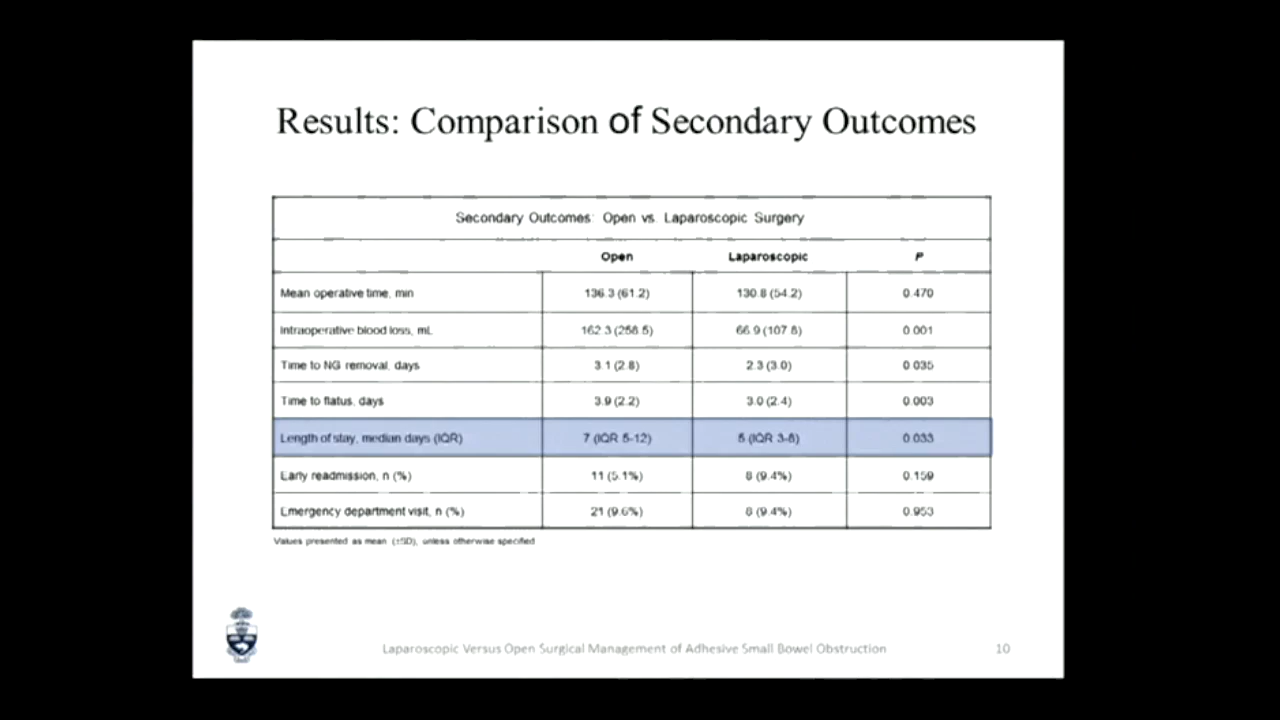 Results: Comparison of Secondary Outcomes
Secondary Outcomes: Open vs. Laparoscopic Surgery
Open Laparoscopic P
Mean operative time, min 136.3 (61.2) 130.8 (54.2) 0.470
Intraoperative blood loss, mL 162.3 (258.5) 66.9 (107.8) 0.001
Time to NG removal, days 3.1 (2.8) 2.3 (3.0) 0.035
Time to flatus, days 3.9 (2.2) 3.0 (2.4) 0.003
Length of stay, median days (IQR) 7 (IQR 5-12) 5 (IQR 3-8) 0.033
Early readmission, n (%) 11 (5.1%) 8 (9.4%) 0.159
Emergency department visit, n (%) 21 (9.6%) 8 (9.4%) 0.953
Values presented as mean (±SD), unless otherwise specified
Laparoscopic Versus Open Surgical Management of Adhesive Small Bowel Obstruction 10